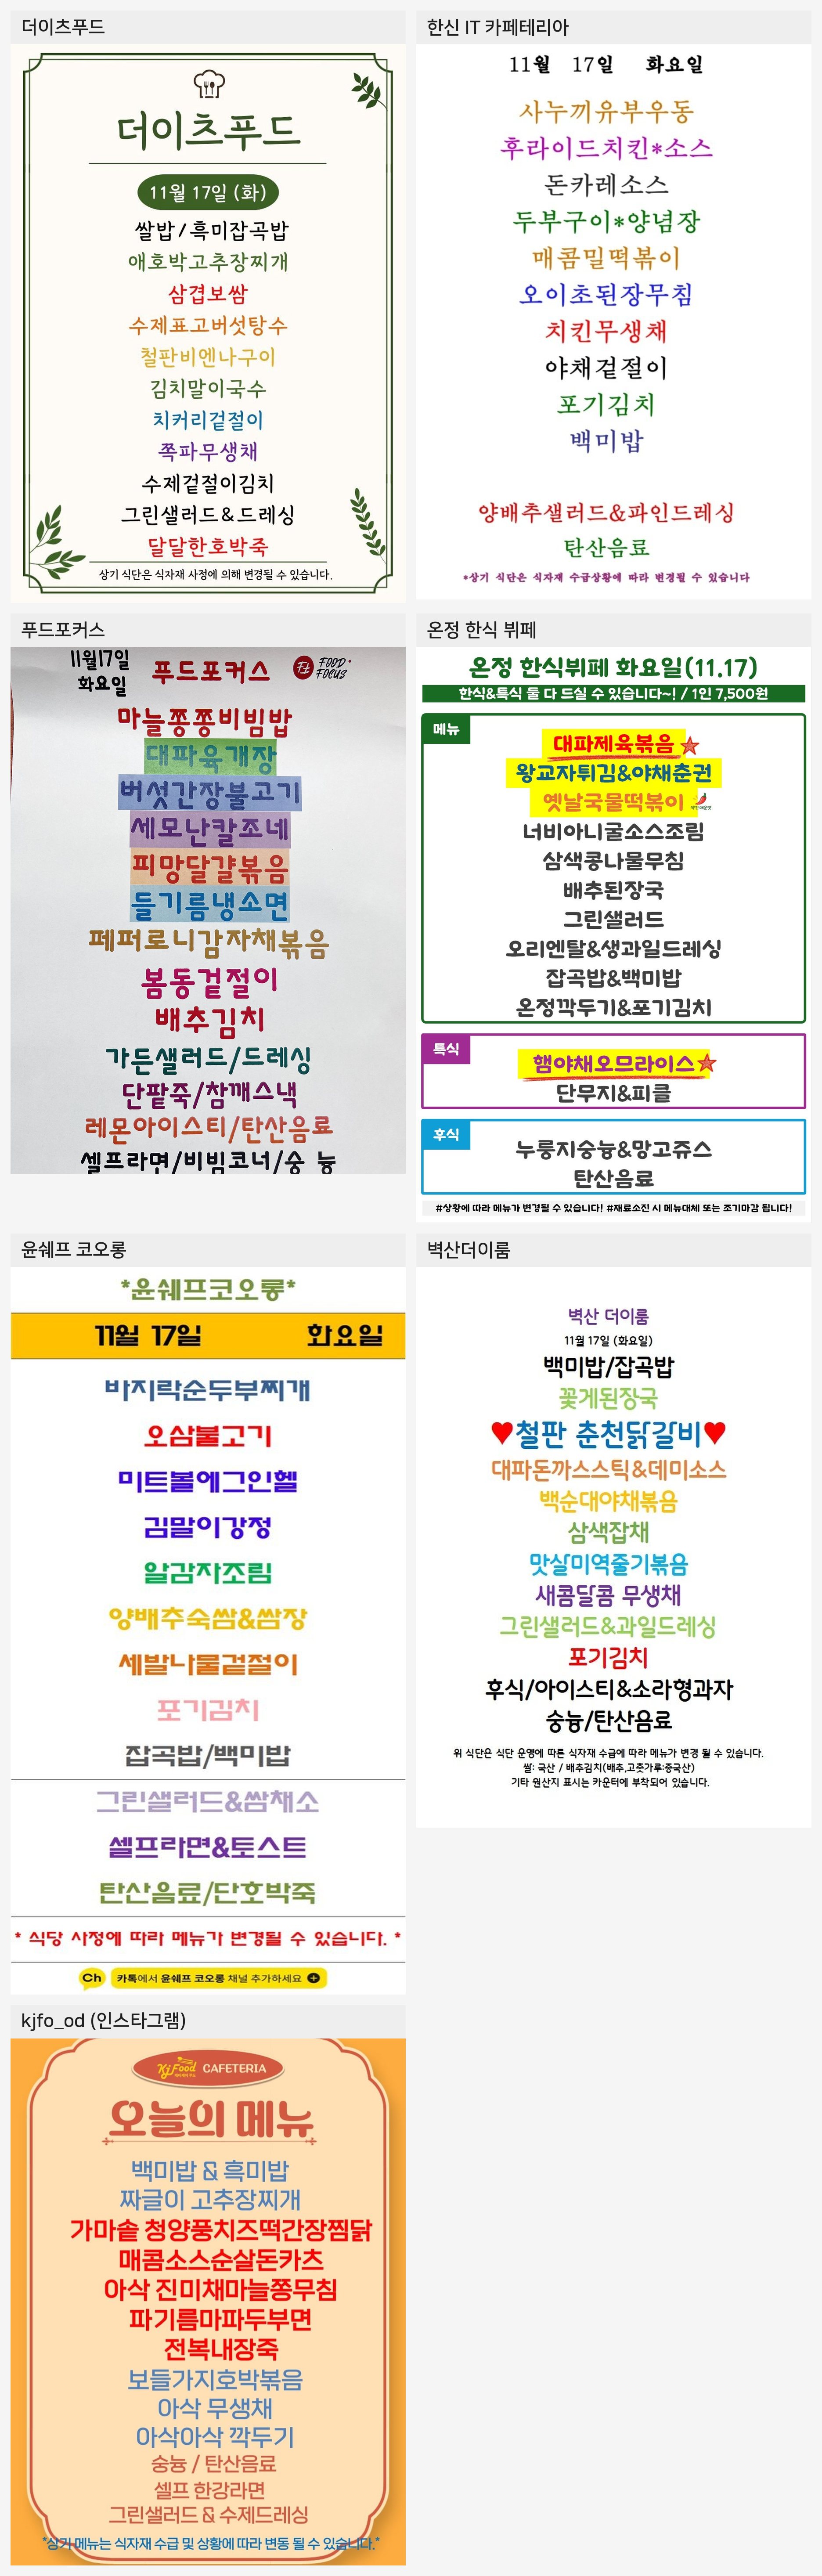 더이츠푸드
더이츠푸드
11월 17일 (화)
쌀밥/흑미잡곡밥
애호박고추장찌개
삼겹보쌈
수제표고버섯탕수
철판비엔나구이
김치말이국수
치커리겉절이
쪽파무생채
수제겉절이김치
그린샐러드&드레싱
달달한호박죽
상기 식단은 식자재 사정에 의해 변경될 수 있습니다.
한신 IT 카페테리아
11월 17일 화요일
사누끼유부우동
후라이드치킨*소스
돈카레소스
두부구이*양념장
매콤밀떡볶이
오이초된장무침
치킨무생채
야채겉절이
포기김치
백미밥
양배추샐러드&파인드레싱
탄산음료
*상기 식단은 식자재 수급상황에 따라 변경될 수 있습니다
푸드포커스
11월17일
화요일
푸드포커스
FOOD
FOCUS
마늘쫑쫑비빔밥
대파육개장
버섯간장불고기
세모난칼조네
피망달걀볶음
들기름냉소면
페퍼로니감자채볶음
봄동겉절이
배추김치
가든샐러드/드레싱
단팥죽/참깨스낵
레몬아이스티/탄산음료
셀프라면/비빔코너/숭 늉
온정 한식 뷔페
온정 한식뷔페 화요일(11.17)
한식&특식 둘 다 드실 수 있습니다~! / 1인 7,500원
메뉴
대파제육볶음
왕교자튀김&야채춘권
옛날국물떡볶이
너비아니굴소스조림
삼색콩나물무침
배추된장국
그린샐러드
오리엔탈&생과일드레싱
잡곡밥&백미밥
온정깍두기&포기김치
특식
햄야채오므라이스
단무지&피클
후식
누룽지숭늉&망고쥬스
탄산음료
#상황에 따라 메뉴가 변경될 수 있습니다! #재료소진 시 메뉴대체 또는 조기마감 됩니다!
윤쉐프 코오롱
*윤쉐프코오롱*
11월 17일 화요일
바지락순두부찌개
오삼불고기
미트볼에그인헬
김말이강정
알감자조림
양배추숙쌈&쌈장
세발나물겉절이
포기김치
잡곡밥/백미밥
그린샐러드&쌈채소
셀프라면&토스트
탄산음료/단호박죽
* 식당 사정에 따라 메뉴가 변경될 수 있습니다. *
Ch 카톡에서 윤쉐프 코오롱 채널 추가하세요
벽산더이룸
벽산 더이룸
11월 17일 (화요일)
백미밥/잡곡밥
꽃게된장국
♥철판 춘천닭갈비♥
대파돈까스스틱&데미소스
백순대야채볶음
삼색잡채
맛살미역줄기볶음
새콤달콤 무생채
그린샐러드&과일드레싱
포기김치
후식/아이스티&소라형과자
숭늉/탄산음료
위 식단은 식단 운영에 따른 식자재 수급에 따라 메뉴가 변경 될 수 있습니다.
쌀: 국산 / 배추김치(배추,고춧가루:중국산)
기타 원산지 표시는 카운터에 부착되어 있습니다.
kjfo_od (인스타그램)
KJ Food CAFETERIA
오늘의 메뉴
백미밥 & 흑미밥
짜글이 고추장찌개
가마솥 청양풍치즈떡간장찜닭
매콤소스순살돈카츠
아삭 진미채마늘쫑무침
파기름마파두부면
전복내장죽
보들가지호박볶음
아삭 무생채
아삭아삭 깍두기
숭늉 / 탄산음료
셀프 한강라면
그린샐러드 & 수제드레싱
*상기 메뉴는 식자재 수급 및 상황에 따라 변동 될 수 있습니다.*